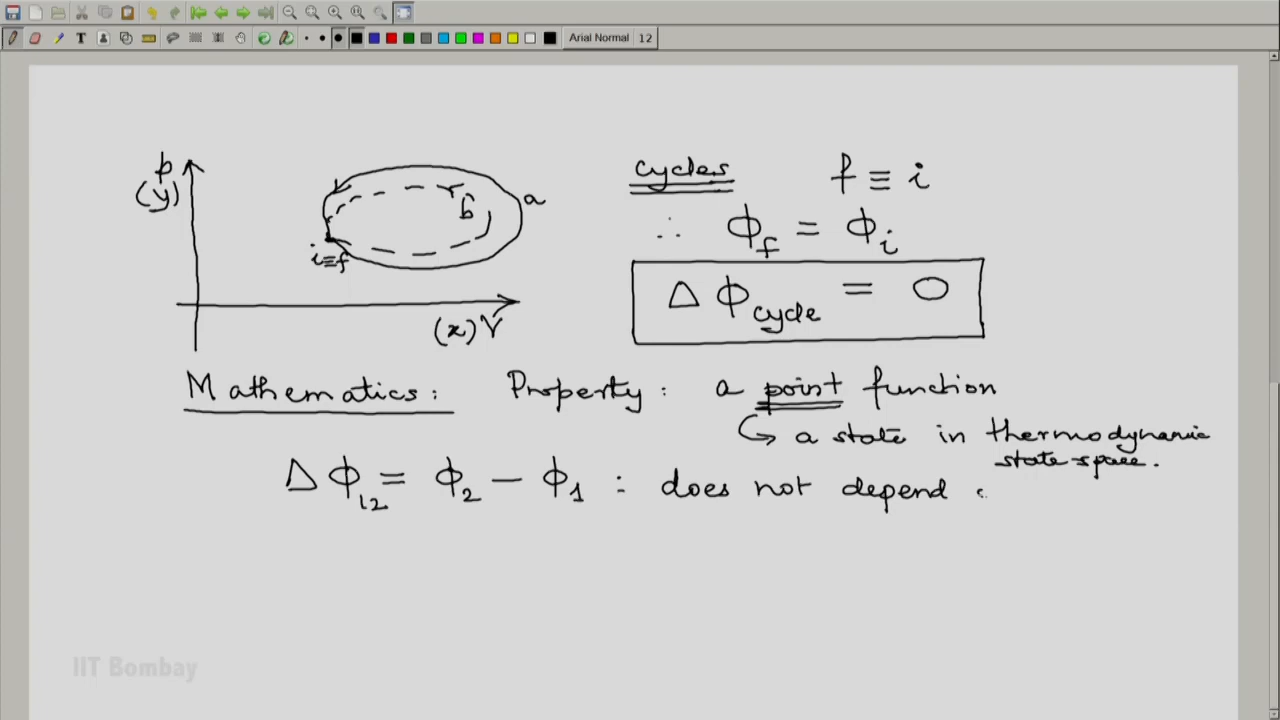 Arial Normal 12
p
(y)
a
b
i≡f
(x) V
cycles f ≡ i
∴ ϕf = ϕi
Δ ϕcycle = 0
Mathematics: Property: a point function
↳ a state in thermodynamic
state space.
Δ ϕ12 = ϕ2 − ϕ1 : does not depend
IIT Bombay